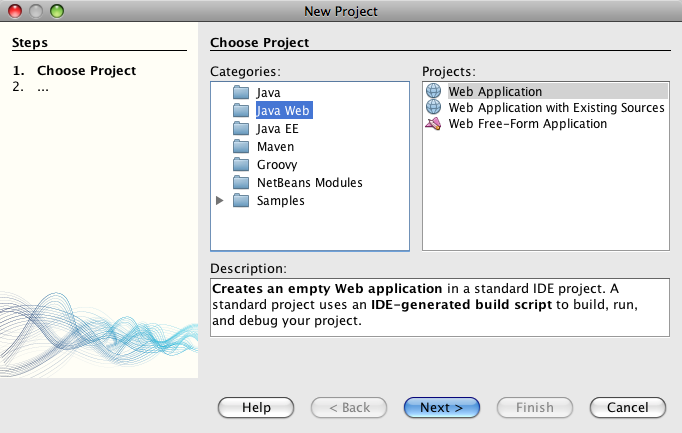 New Project
Steps
1. Choose Project
2. ...
Choose Project
Categories:
Java
Java Web
Java EE
Maven
Groovy
NetBeans Modules
Samples
Projects:
Web Application
Web Application with Existing Sources
Web Free-Form Application
Description:
Creates an empty Web application in a standard IDE project. A
standard project uses an IDE-generated build script to build, run,
and debug your project.
Help
< Back
Next >
Finish
Cancel